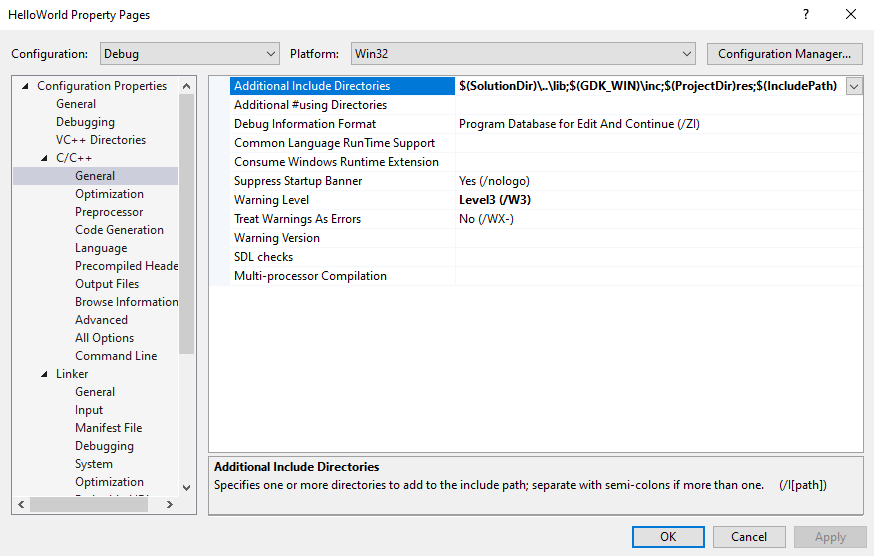 HelloWorld Property Pages
?
Configuration: Debug Platform: Win32 Configuration Manager...
Configuration Properties
General
Debugging
VC++ Directories
C/C++
General
Optimization
Preprocessor
Code Generation
Language
Precompiled Heade
Output Files
Browse Information
Advanced
All Options
Command Line
Linker
General
Input
Manifest File
Debugging
System
Optimization
Additional Include Directories $(SolutionDir)\..\lib;$(GDK_WIN)\inc;$(ProjectDir)res;$(IncludePath)
Additional #using Directories
Debug Information Format Program Database for Edit And Continue (/ZI)
Common Language RunTime Support
Consume Windows Runtime Extension
Suppress Startup Banner Yes (/nologo)
Warning Level Level3 (/W3)
Treat Warnings As Errors No (/WX-)
Warning Version
SDL checks
Multi-processor Compilation
Additional Include Directories
Specifies one or more directories to add to the include path; separate with semi-colons if more than one. (/I[path])
OK Cancel Apply